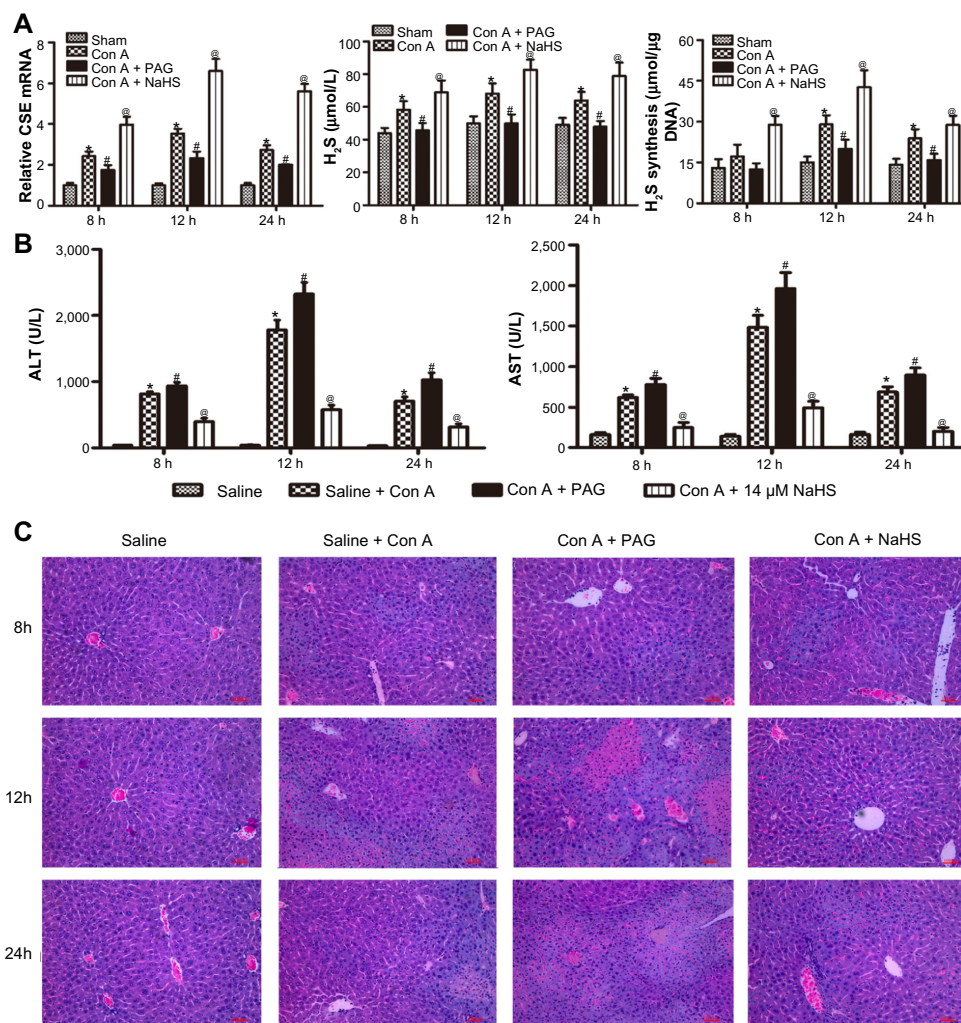 A
Sham
Con A
Con A + PAG
Con A + NaHS
Relative CSE mRNA
8
6
4
2
0
* # @
* # @
* # @
8 h 12 h 24 h
Sham Con A + PAG
Con A Con A + NaHS
H2S (μmol/L)
100
80
60
40
20
0
* # @
* # @
* # @
8 h 12 h 24 h
Sham
Con A
Con A + PAG
Con A + NaHS
H2S synthesis (μmol/μg
DNA)
60
45
30
15
0
@
* # @
* # @
8 h 12 h 24 h
B
ALT (U/L)
3,000
2,000
1,000
0
* # @
* # @
* # @
8 h 12 h 24 h
AST (U/L)
2,500
2,000
1,500
1,000
500
0
* # @
* # @
* # @
8 h 12 h 24 h
Saline Saline + Con A Con A + PAG Con A + 14 μM NaHS
C
Saline Saline + Con A Con A + PAG Con A + NaHS
8h
12h
24h